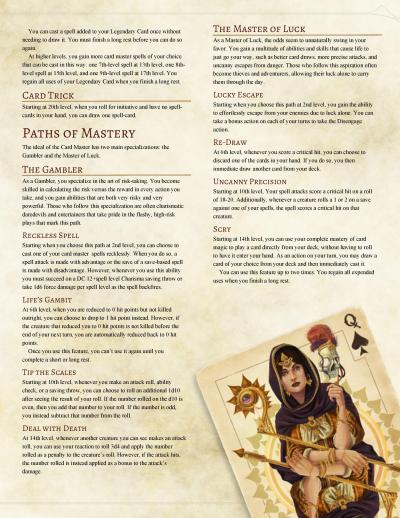 You can cast a spell added to your Legendary Card once without
needing to draw it. You must finish a long rest before you can do so
again.
At higher levels, you gain more card master spells of your choice
that can be cast in this way: one 7th-level spell at 13th level, one 8th-
level spell at 15th level, and one 9th-level spell at 17th level. You
regain all uses of your Legendary Card when you finish a long rest.
CARD TRICK
Starting at 20th level, when you roll for initiative and have no spell-
cards in your hand, you can draw one spell-card.
PATHS OF MASTERY
The ideal of the Card Master has two main specializations: the
Gambler and the Master of Luck.
THE GAMBLER
As a Gambler, you specialize in the art of risk-taking. You become
skilled in calculating the risk versus the reward in every action you
take, and you gain abilities that are both very risky and very
powerful. Those who follow this specialization are often charismatic
daredevils and entertainers that take pride in the flashy, high-risk
plays that mark this path.
RECKLESS SPELL
Starting when you choose this path at 2nd level, you can choose to
cast one of your card master spells recklessly. When you do so, a
spell attack is made with advantage or the save of a save-based spell
is made with disadvantage. However, whenever you use this ability
you must succeed on a DC 12+spell level Charisma saving throw or
take 1d6 force damage per spell level as the spell backfires.
LIFE'S GAMBIT
At 6th level, when you are reduced to 0 hit points but not killed
outright, you can choose to drop to 1 hit point instead. However, if
the creature that reduced you to 0 hit points is not killed before the
end of your next turn, you are automatically reduced back to 0 hit
points.
Once you use this feature, you can't use it again until you
complete a short or long rest.
TIP THE SCALES
Starting at 10th level, whenever you make an attack roll, ability
check, or a saving throw, you can choose to roll an additional 1d10
after seeing the result of your roll. If the number rolled on the d10 is
even, then you add that number to your roll. If the number is odd,
you instead subtract that number from the roll.
DEAL WITH DEATH
At 14th level, whenever another creature you can see makes an attack
roll, you can use your reaction to roll 3d4 and apply the number
rolled as a penalty to the creature's roll. However, if the attack hits,
the number rolled is instead applied as a bonus to the attack's
damage.
THE MASTER OF LUCK
As a Master of Luck, the odds seem to unnaturally swing in your
favor. You gain a multitude of abilities and skills that cause life to
just go your way, such as better card draws, more precise attacks, and
uncanny escapes from danger. Those who follow this aspiration often
become thieves and adventurers, allowing their luck alone to carry
them through the day.
LUCKY ESCAPE
Starting when you choose this path at 2nd level, you gain the ability
to effortlessly escape from your enemies due to luck alone. You can
take a bonus action on each of your turns to take the Disengage
action.
RE-DRAW
At 6th level, whenever you score a critical hit, you can choose to
discard one of the cards in your hand. If you do so, you then
immediately draw another card from your deck.
UNCANNY PRECISION
Starting at 10th level, Your spell attacks score a critical hit on a roll
of 18-20. Additionally, whenever a creature rolls a 1 or 2 on a save
against one of your spells, the spell scores a critical hit on that
creature.
SCRY
Starting at 14th level, you can use your complete mastery of card
magic to play a card directly from your deck, without having to roll
to have it enter your hand. As an action on your turn, you may draw a
card of your choice from your deck and then immediately cast it.
You can use this feature up to two times. You regain all expended
uses when you finish a long rest.
Q